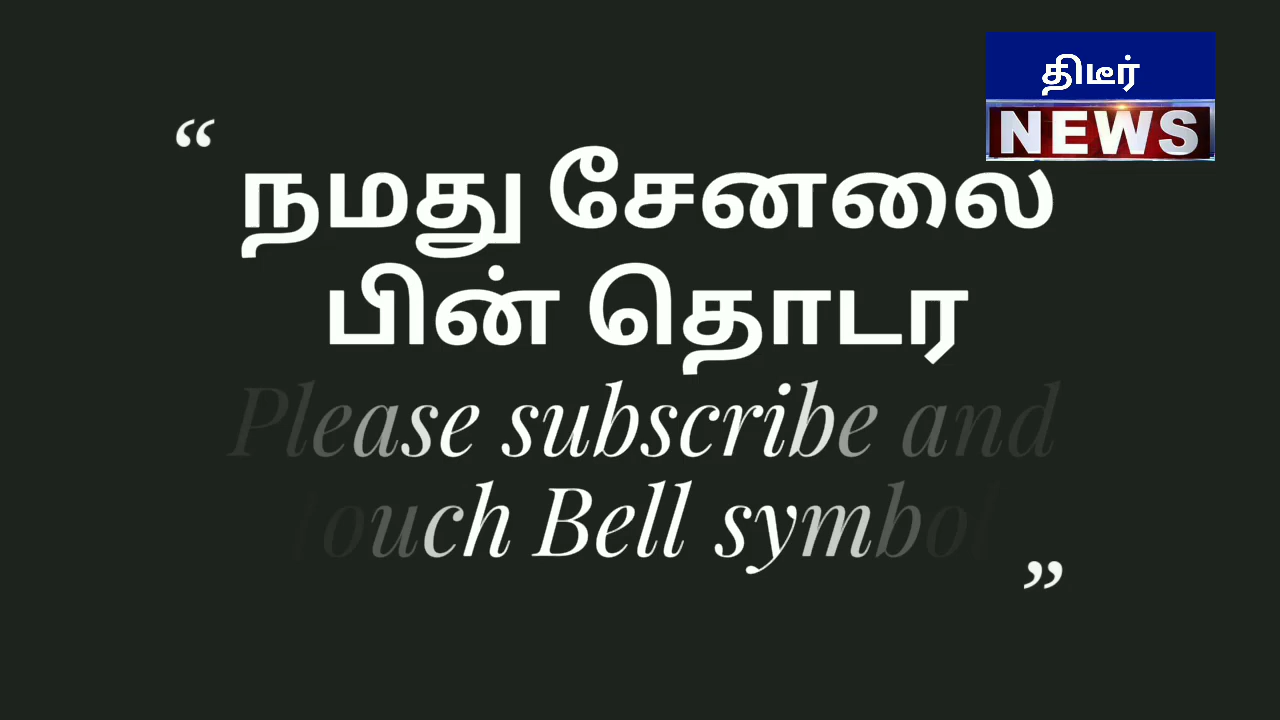 திடீர்
NEWS
“
நமது சேனலை
பின் தொடர
Please subscribe and
touch Bell symbol
”